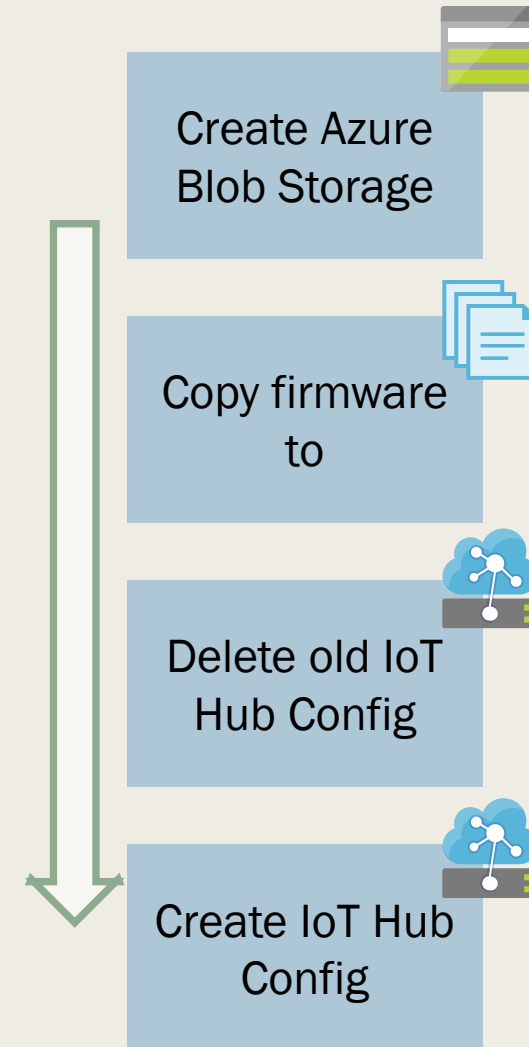 Create Azure
Blob Storage
Copy firmware
to
Delete old IoT
Hub Config
Create IoT Hub
Config